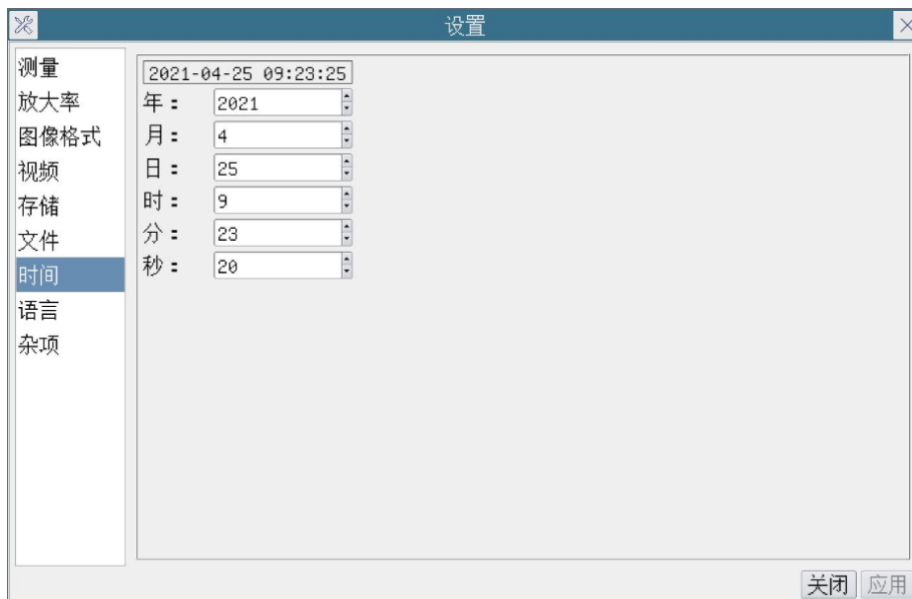 设置
测量
放大率
图像格式
视频
存储
文件
时间
语言
杂项
2021-04-25 09:23:25
年： 2021
月： 4
日： 25
时： 9
分： 23
秒： 20
关闭 应用